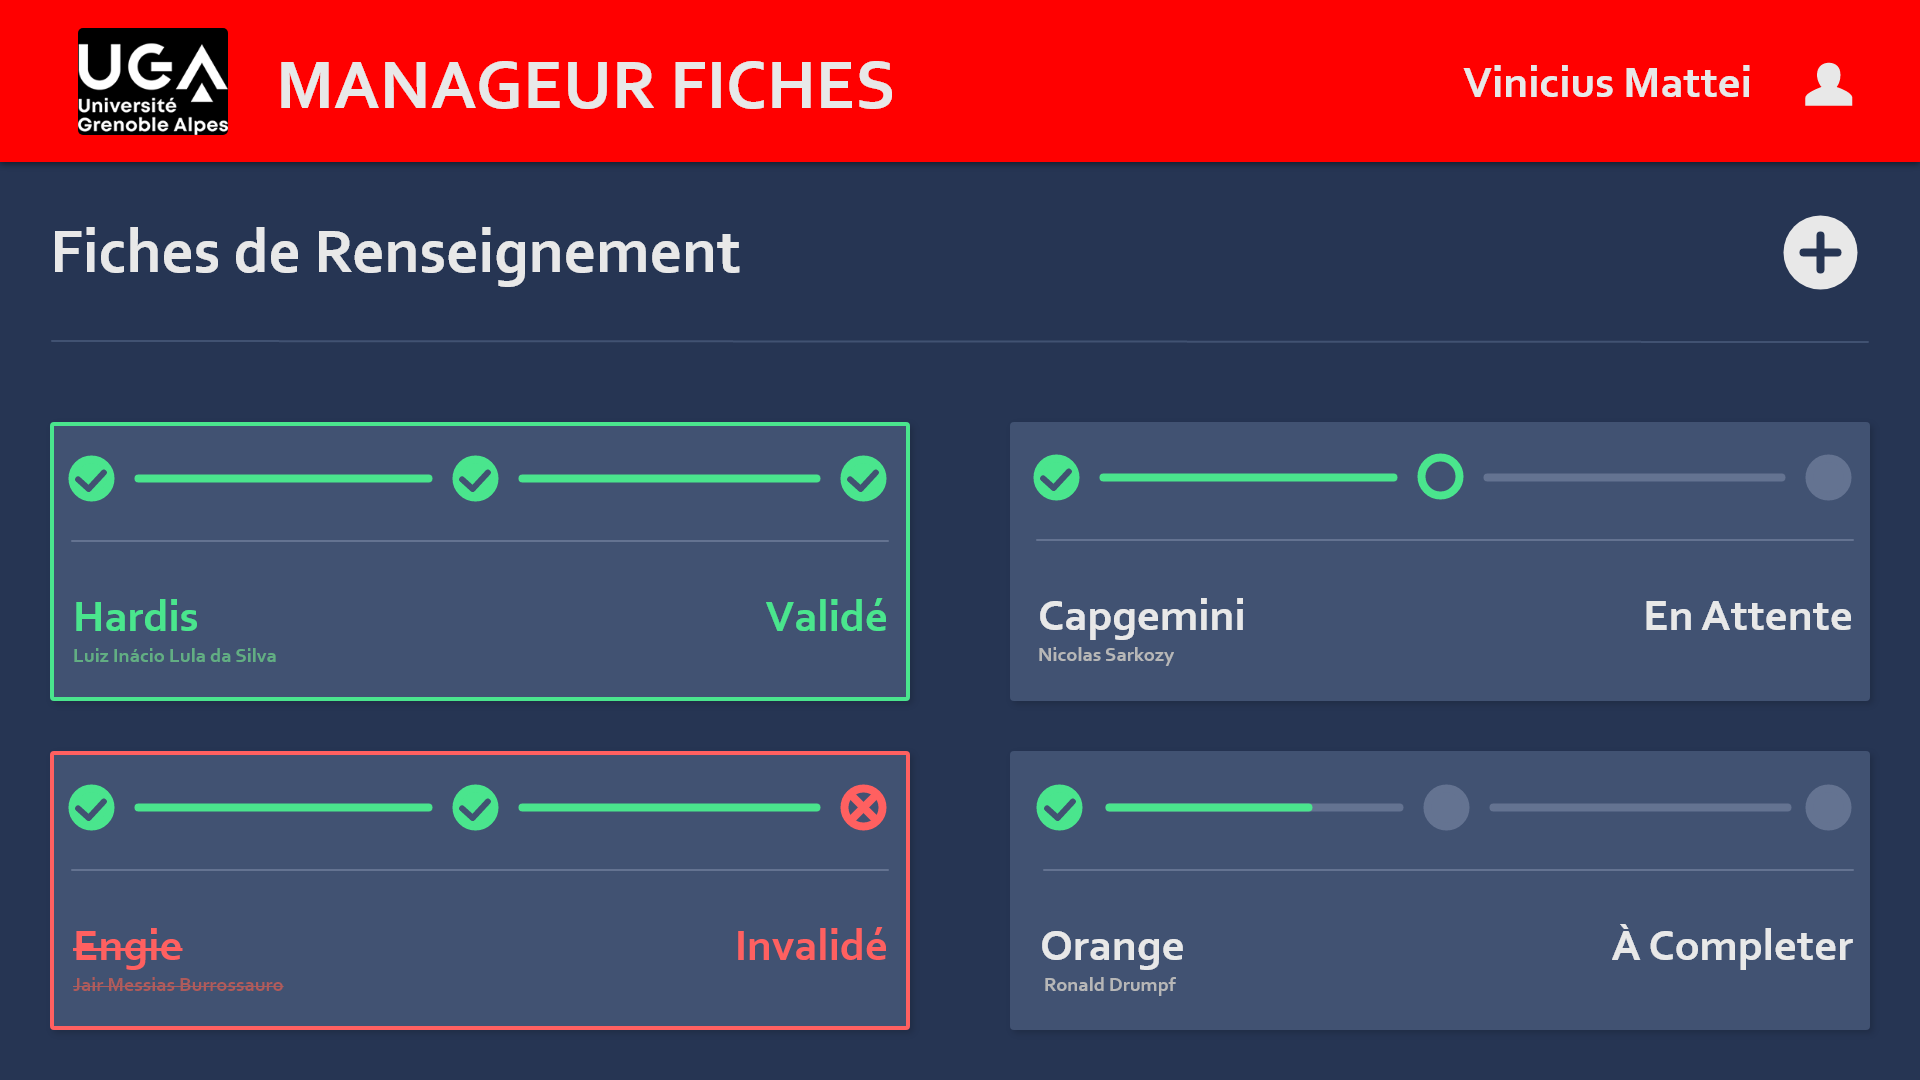 UGA
Université
Grenoble Alpes
MANAGEUR FICHES
Vinicius Mattei
Fiches de Renseignement
Hardis
Validé
Luiz Inácio Lula da Silva
Capgemini
En Attente
Nicolas Sarkozy
Engie
Invalidé
Jair Messias Burrossauro
Orange
À Completer
Ronald Drumpf